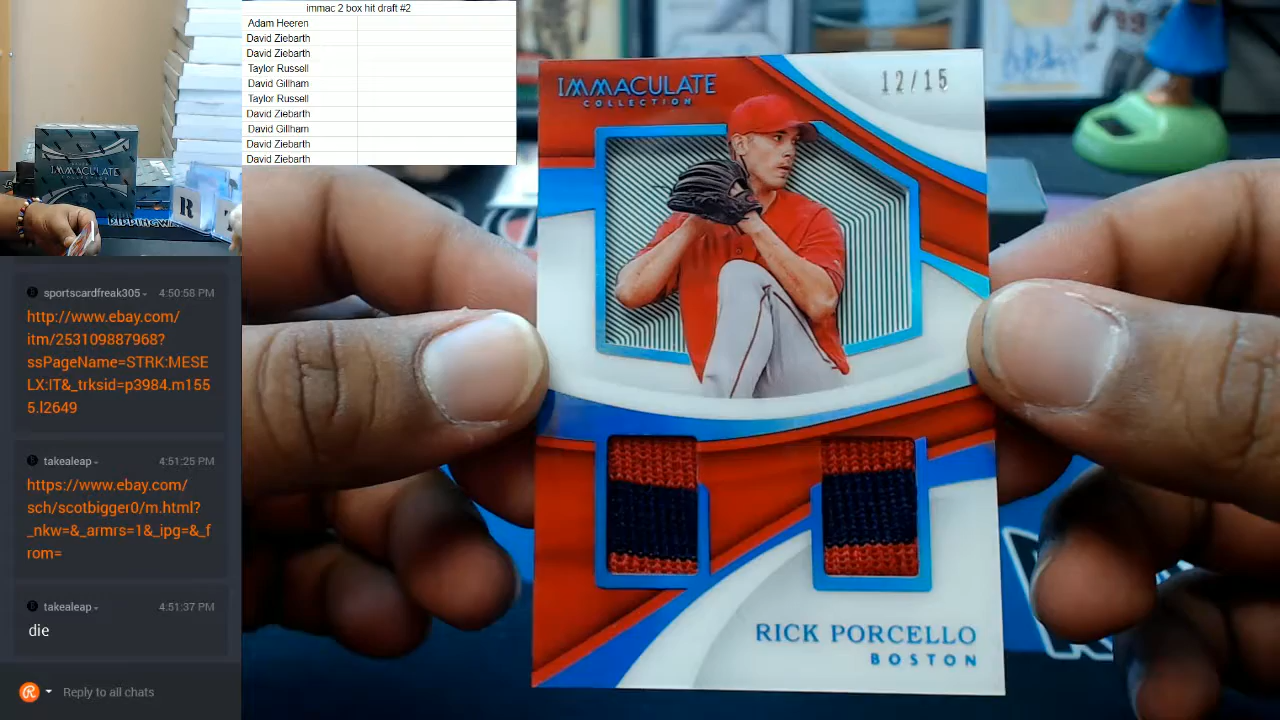 immac 2 box hit draft #2
Adam Heeren
David Ziebarth
David Ziebarth
Taylor Russell
David Gillham
Taylor Russell
David Ziebarth
David Gillham
David Ziebarth
David Ziebarth
IMMACULATE
COLLECTION
12/15
RICK PORCELLO
BOSTON
IMMACULATE
R
sportscardfreak305
4:50:58 PM
http://www.ebay.com/
itm/253109887968?
ssPageName=STRK:MESE
LX:IT&_trksid=p3984.m155
5.l2649
takealeap
4:51:25 PM
https://www.ebay.com/
sch/scotbigger0/m.html?
_nkw=&_armrs=1&_ipg=&_f
rom=
takealeap
4:51:37 PM
die
Reply to all chats